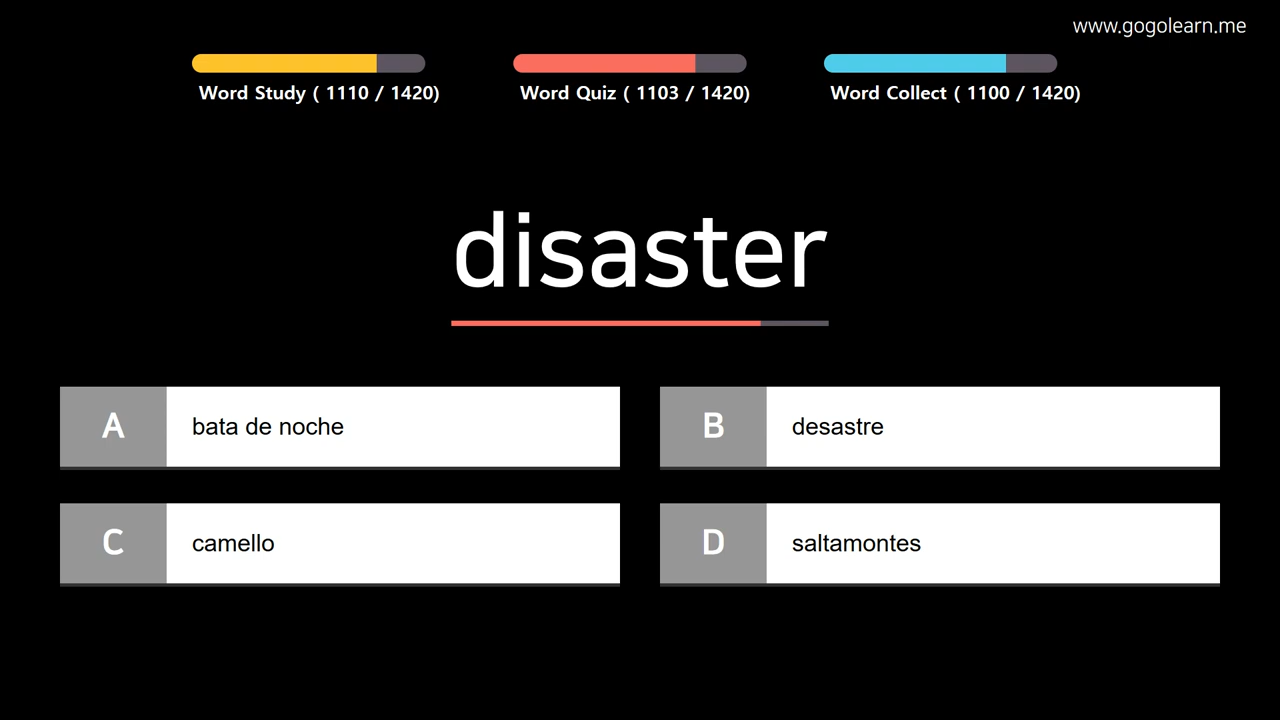 www.gogolearn.me
Word Study ( 1110 / 1420)
Word Quiz ( 1103 / 1420)
Word Collect ( 1100 / 1420)
disaster
A bata de noche
B desastre
C camello
D saltamontes